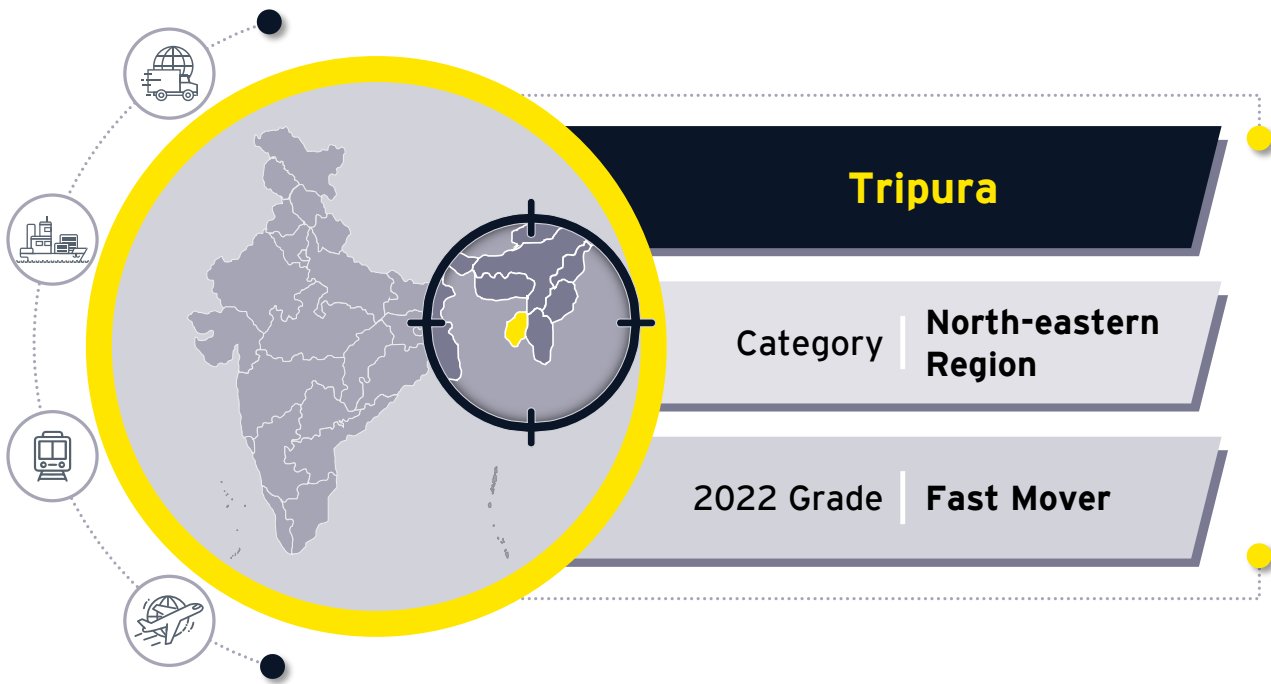 Tripura
Category
North-eastern
Region
2022 Grade
Fast Mover